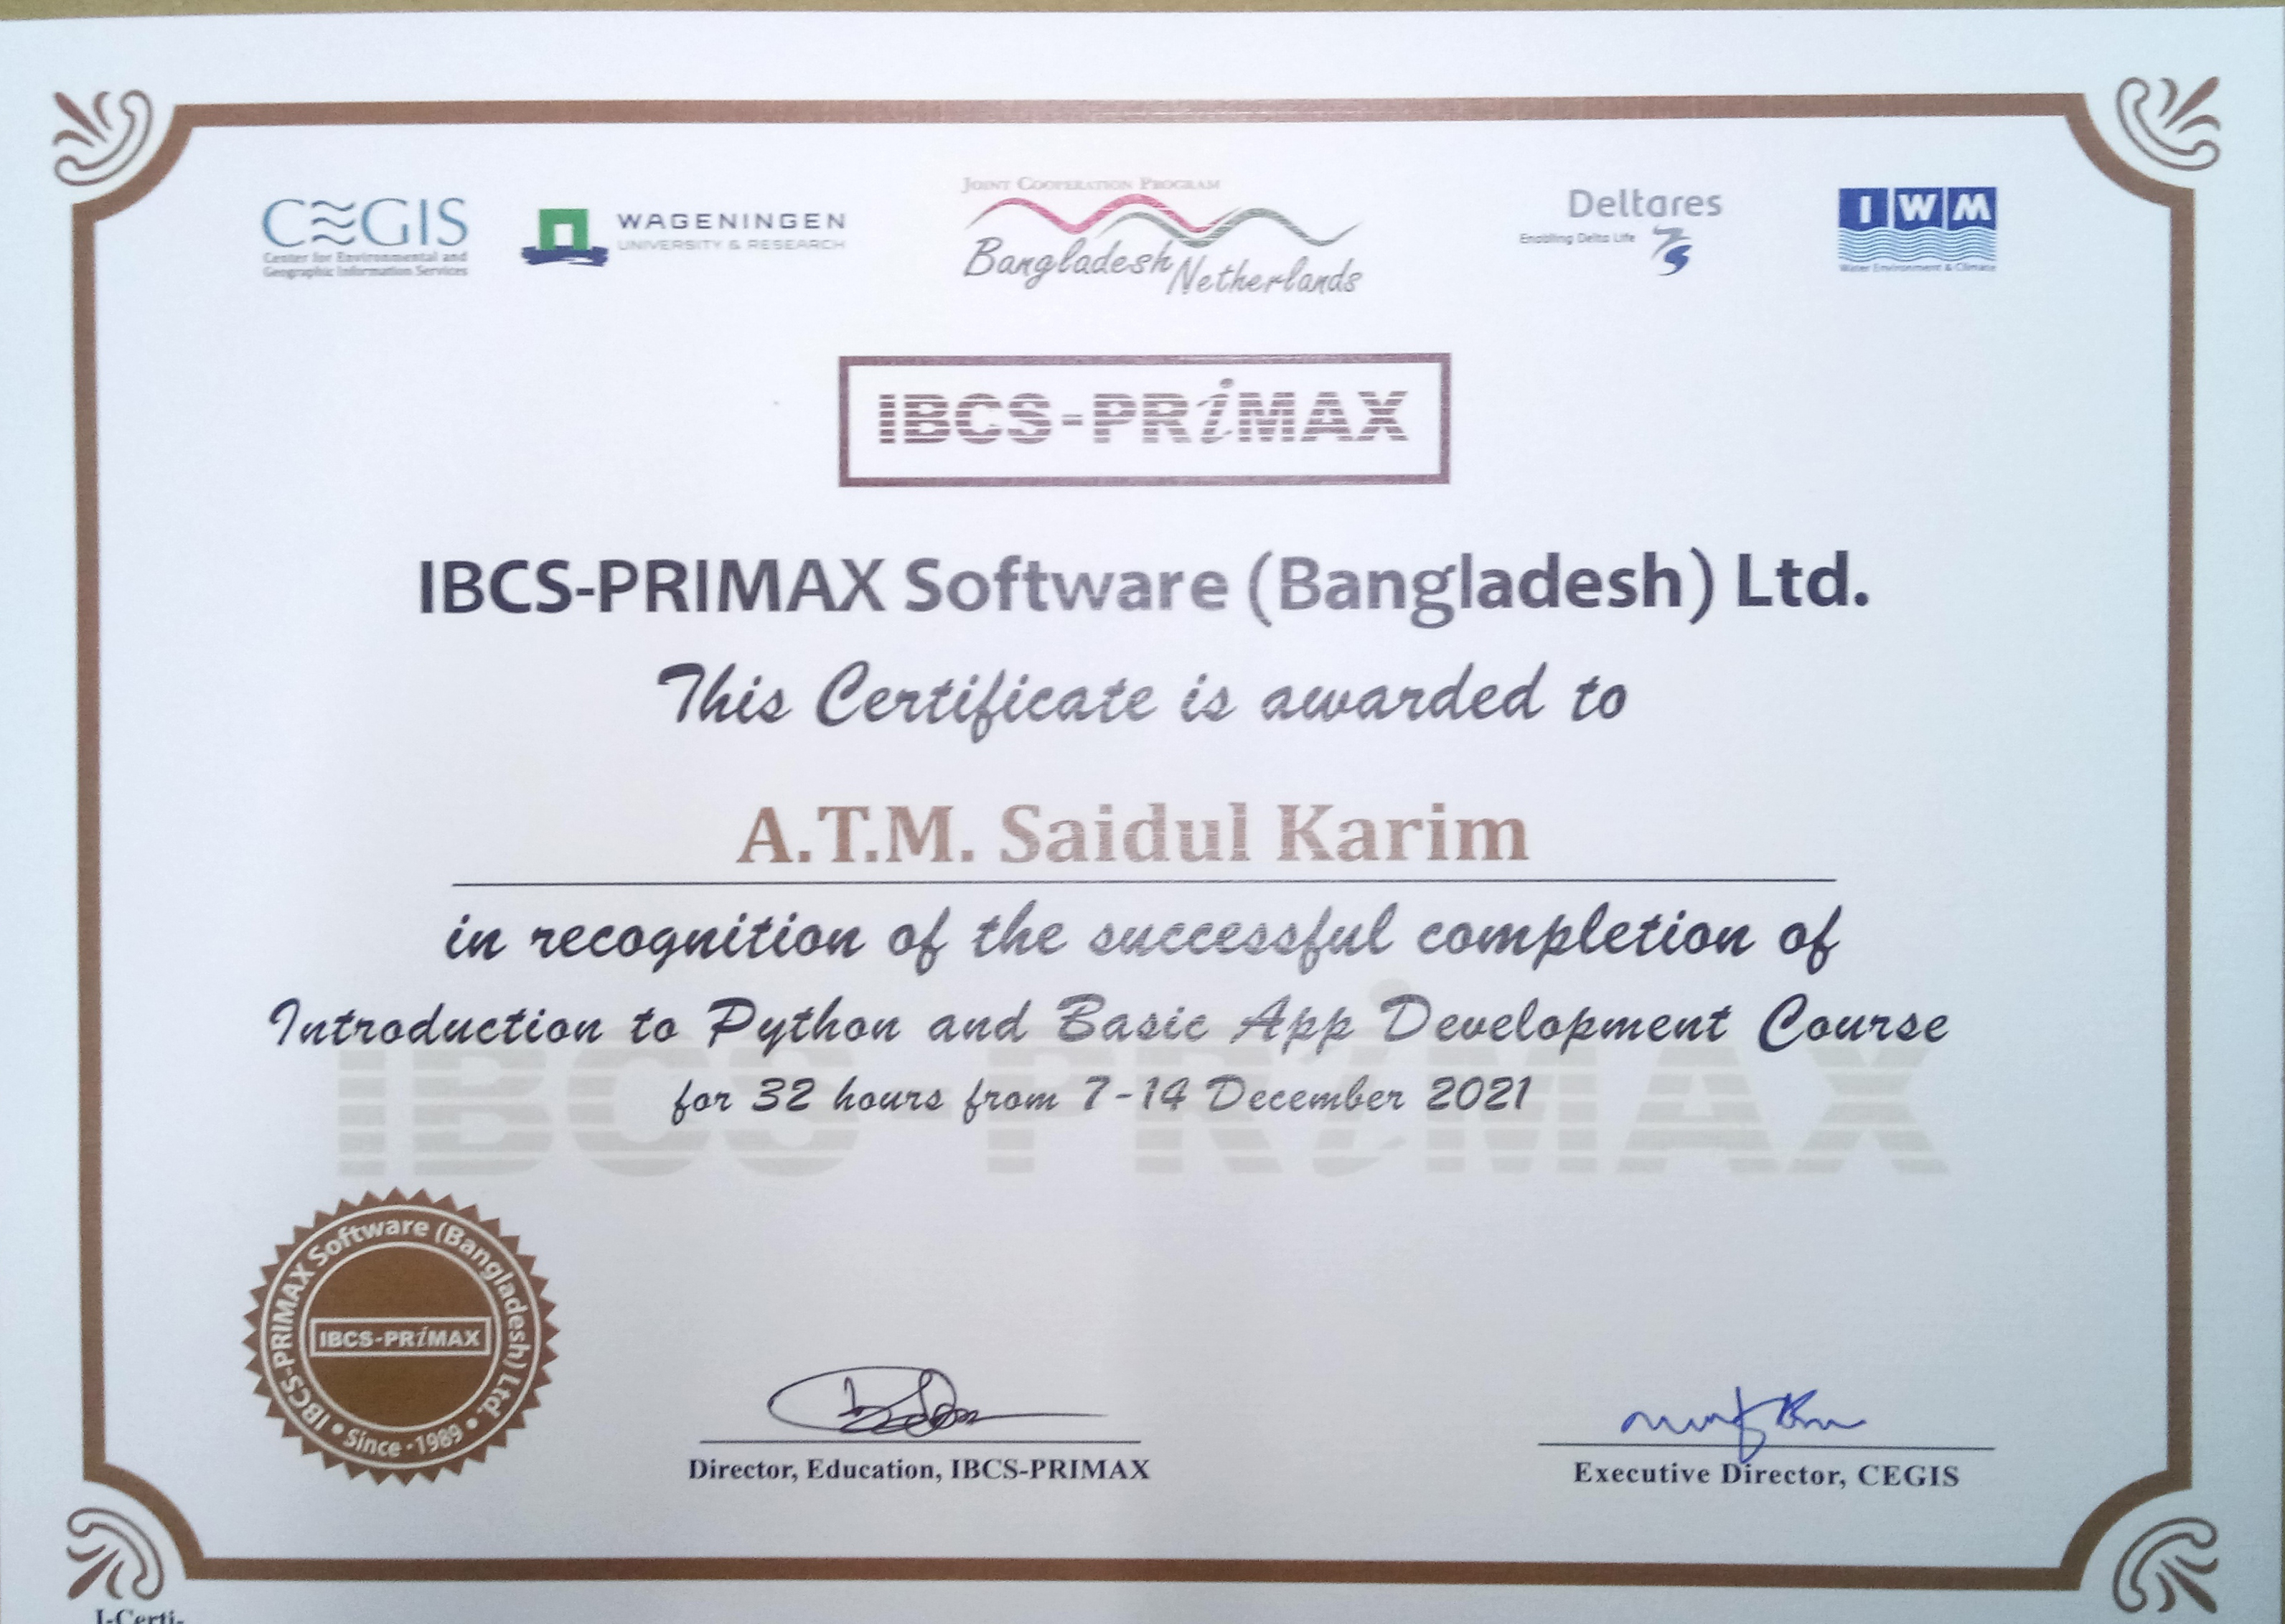 CEGIS
Center for Environmental and
Geographic Information Services
WAGENINGEN
UNIVERSITY & RESEARCH
JOINT COOPERATION PROGRAM
Bangladesh
Netherlands
Deltares
Enabling Delta Life
IWM
Water Environment & Climate
IBCS-PRiMAX
IBCS-PRIMAX Software (Bangladesh) Ltd.
This Certificate is awarded to
A.T.M. Saidul Karim
in recognition of the successful completion of
Introduction to Python and Basic App Development Course
for 32 hours from 7-14 December 2021
IBCS-PRiMAX
IBCS-PRIMAX Software (Bangladesh) Ltd.
IBCS-PRiMAX
Since - 1989
Director, Education, IBCS-PRIMAX
Executive Director, CEGIS